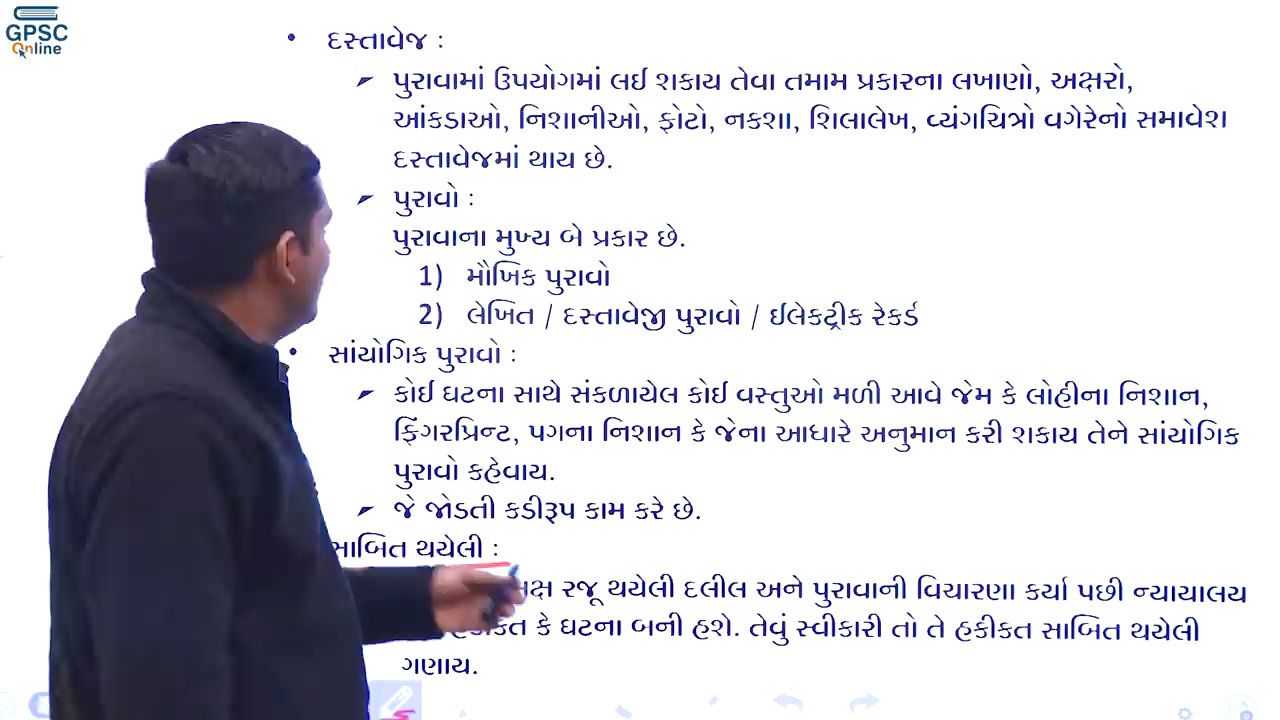 GPSC
Online
• દસ્તાવેજ :
➢ પુરાવામાં ઉપયોગમાં લઈ શકાય તેવા તમામ પ્રકારના લખાણો, અક્ષરો,
આંકડાઓ, નિશાનીઓ, ફોટો, નકશા, શિલાલેખ, વ્યંગચિત્રો વગેરેનો સમાવેશ
દસ્તાવેજમાં થાય છે.
➢ પુરાવો :
પુરાવાના મુખ્ય બે પ્રકાર છે.
1) મૌખિક પુરાવો
2) લેખિત / દસ્તાવેજી પુરાવો / ઈલેકટ્રીક રેકર્ડ
• સાંયોગિક પુરાવો :
➢ કોઈ ઘટના સાથે સંકળાયેલ કોઈ વસ્તુઓ મળી આવે જેમ કે લોહીના નિશાન,
ફિંગરપ્રિન્ટ, પગના નિશાન કે જેના આધારે અનુમાન કરી શકાય તેને સાંયોગિક
પુરાવો કહેવાય.
➢ જે જોડતી કડીરૂપ કામ કરે છે.
સાબિત થયેલી :
રજૂ થયેલી દલીલ અને પુરાવાની વિચારણા કર્યા પછી ન્યાયાલય
કે ઘટના બની હશે. તેવું સ્વીકારી તો તે હકીકત સાબિત થયેલી
ગણાય.